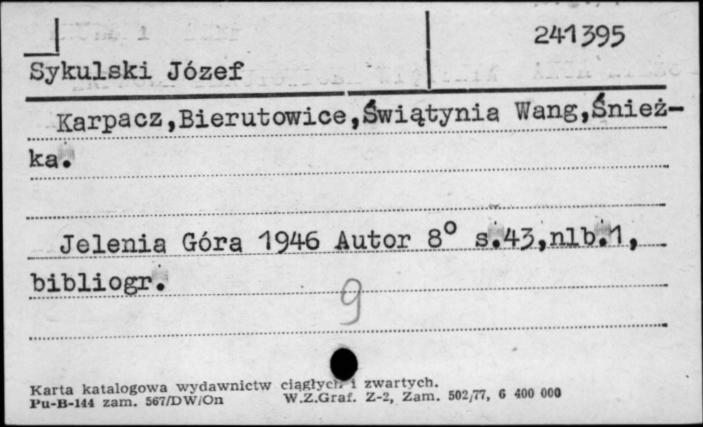 241395
Sykulski Józef
Karpacz,Bierutowice,Świątynia Wang,Śnież-
ka.
Jelenia Góra 1946 Autor 8° s.43,nlb.1,
bibliogr.
9
Karta katalogowa wydawnictw ciągłych i zwartych.
Pu-B-144 zam. 567/DW/On W.Z.Graf. Z-2, Zam. 502/77, 6 400 000